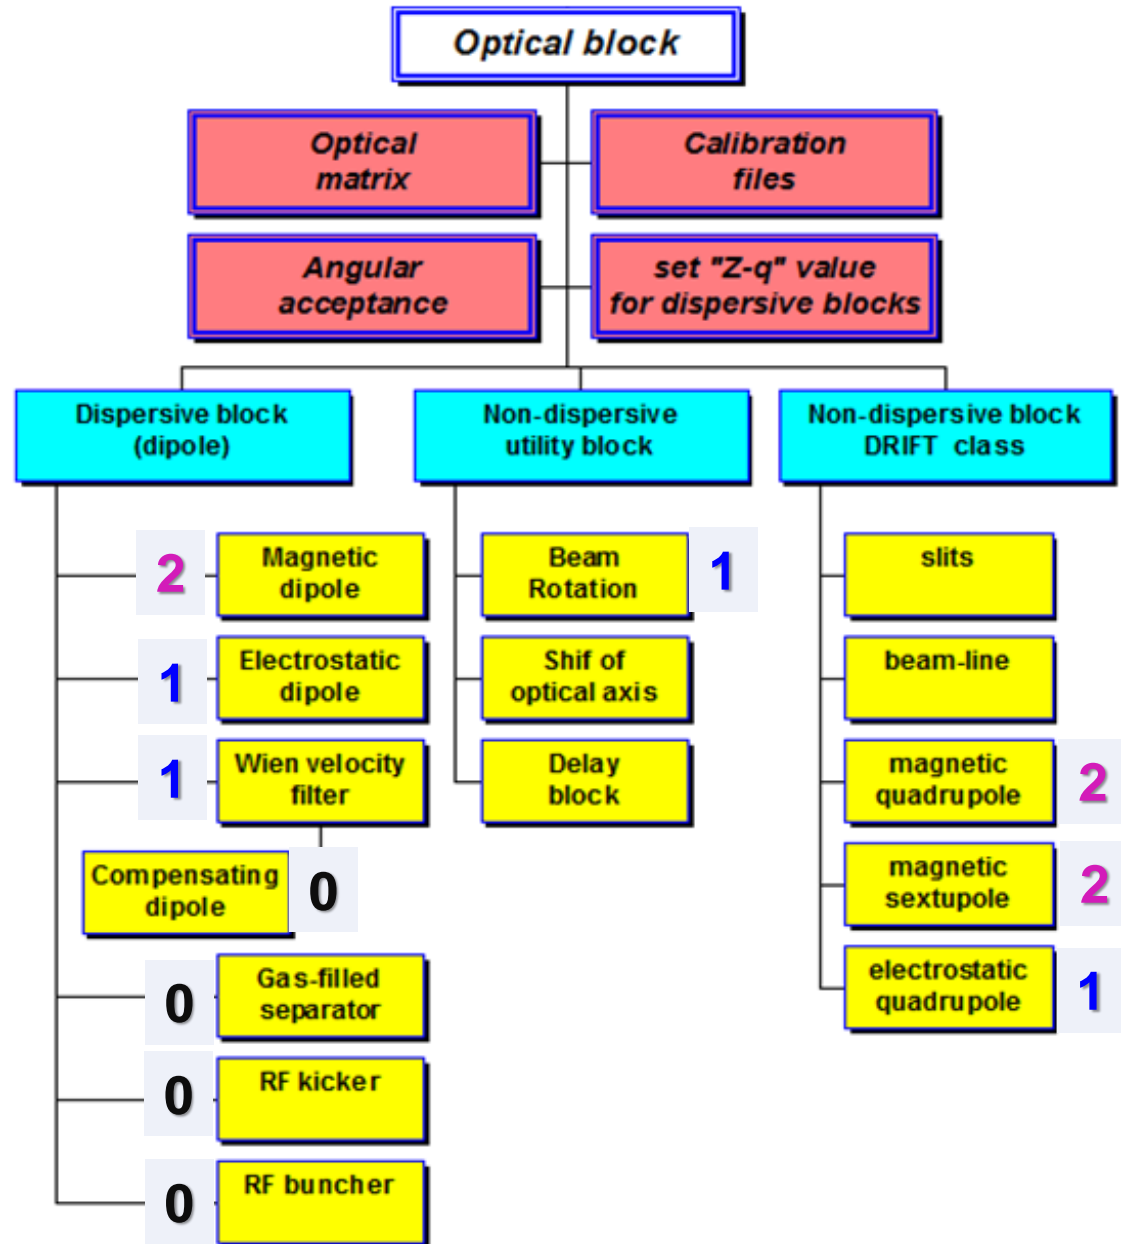 Optical block
Optical
matrix
Calibration
files
Angular
acceptance
set "Z-q" value
for dispersive blocks
Dispersive block
(dipole)
Non-dispersive
utility block
Non-dispersive block
DRIFT class
2
Magnetic
dipole
1
Electrostatic
dipole
1
Wien velocity
filter
Compensating
dipole
0
0
Gas-filled
separator
0
RF kicker
0
RF buncher
Beam
Rotation
1
Shif of
optical axis
Delay
block
slits
beam-line
magnetic
quadrupole
2
magnetic
sextupole
2
electrostatic
quadrupole
1